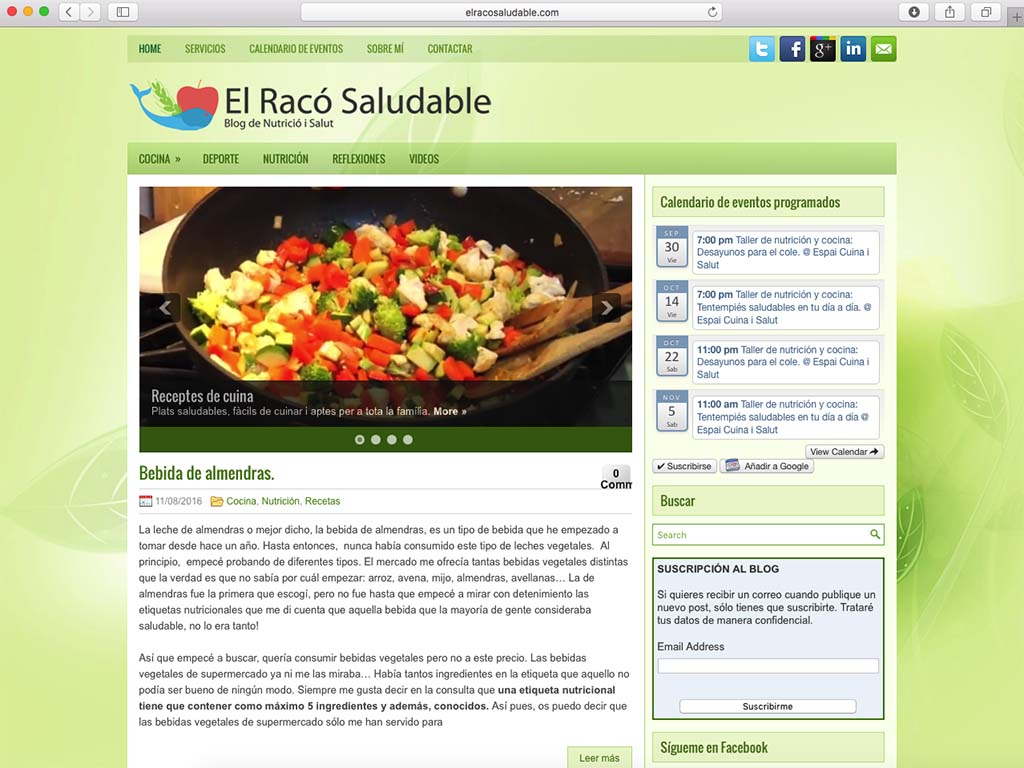 elracosaludable.com
HOME SERVICIOS CALENDARIO DE EVENTOS SOBRE MÍ CONTACTAR
El Racó Saludable
Blog de Nutrició i Salut
COCINA » DEPORTE NUTRICIÓN REFLEXIONES VIDEOS
Receptes de cuina
Plats saludables, fàcils de cuinar i aptes per a tota la família. More »
Bebida de almendras.
0
Comm
11/08/2016 Cocina, Nutrición, Recetas
La leche de almendras o mejor dicho, la bebida de almendras, es un tipo de bebida que he empezado a
tomar desde hace un año. Hasta entonces, nunca había consumido este tipo de leches vegetales. Al
principio, empecé probando de diferentes tipos. El mercado me ofrecía tantas bebidas vegetales distintas
que la verdad es que no sabía por cuál empezar: arroz, avena, mijo, almendras, avellanas… La de
almendras fue la primera que escogí, pero no fue hasta que empecé a mirar con detenimiento las
etiquetas nutricionales que me di cuenta que aquella bebida que la mayoría de gente consideraba
saludable, no lo era tanto!
Así que empecé a buscar, quería consumir bebidas vegetales pero no a este precio. Las bebidas
vegetales de supermercado ya ni me las miraba… Había tantos ingredientes en la etiqueta que aquello no
podía ser bueno de ningún modo. Siempre me gusta decir en la consulta que una etiqueta nutricional
tiene que contener como máximo 5 ingredientes y además, conocidos. Así pues, os puedo decir que
las bebidas vegetales de supermercado sólo me han servido para
Leer más
Calendario de eventos programados
SEP
30
Vie
7:00 pm Taller de nutrición y cocina:
Desayunos para el cole. @ Espai Cuina i
Salut
OCT
14
Vie
7:00 pm Taller de nutrición y cocina:
Tentempiés saludables en tu día a día. @
Espai Cuina i Salut
OCT
22
Sab
11:00 pm Taller de nutrición y cocina:
Desayunos para el cole. @ Espai Cuina i
Salut
NOV
5
Sab
11:00 am Taller de nutrición y cocina:
Tentempiés saludables en tu día a día @
Espai Cuina i Salut
View Calendar
✔ Suscribirse Añadir a Google
Buscar
Search
SUSCRIPCIÓN AL BLOG
Si quieres recibir un correo cuando publique un
nuevo post, sólo tienes que suscribirte. Trataré
tus datos de manera confidencial.
Email Address
Suscribirme
Sígueme en Facebook